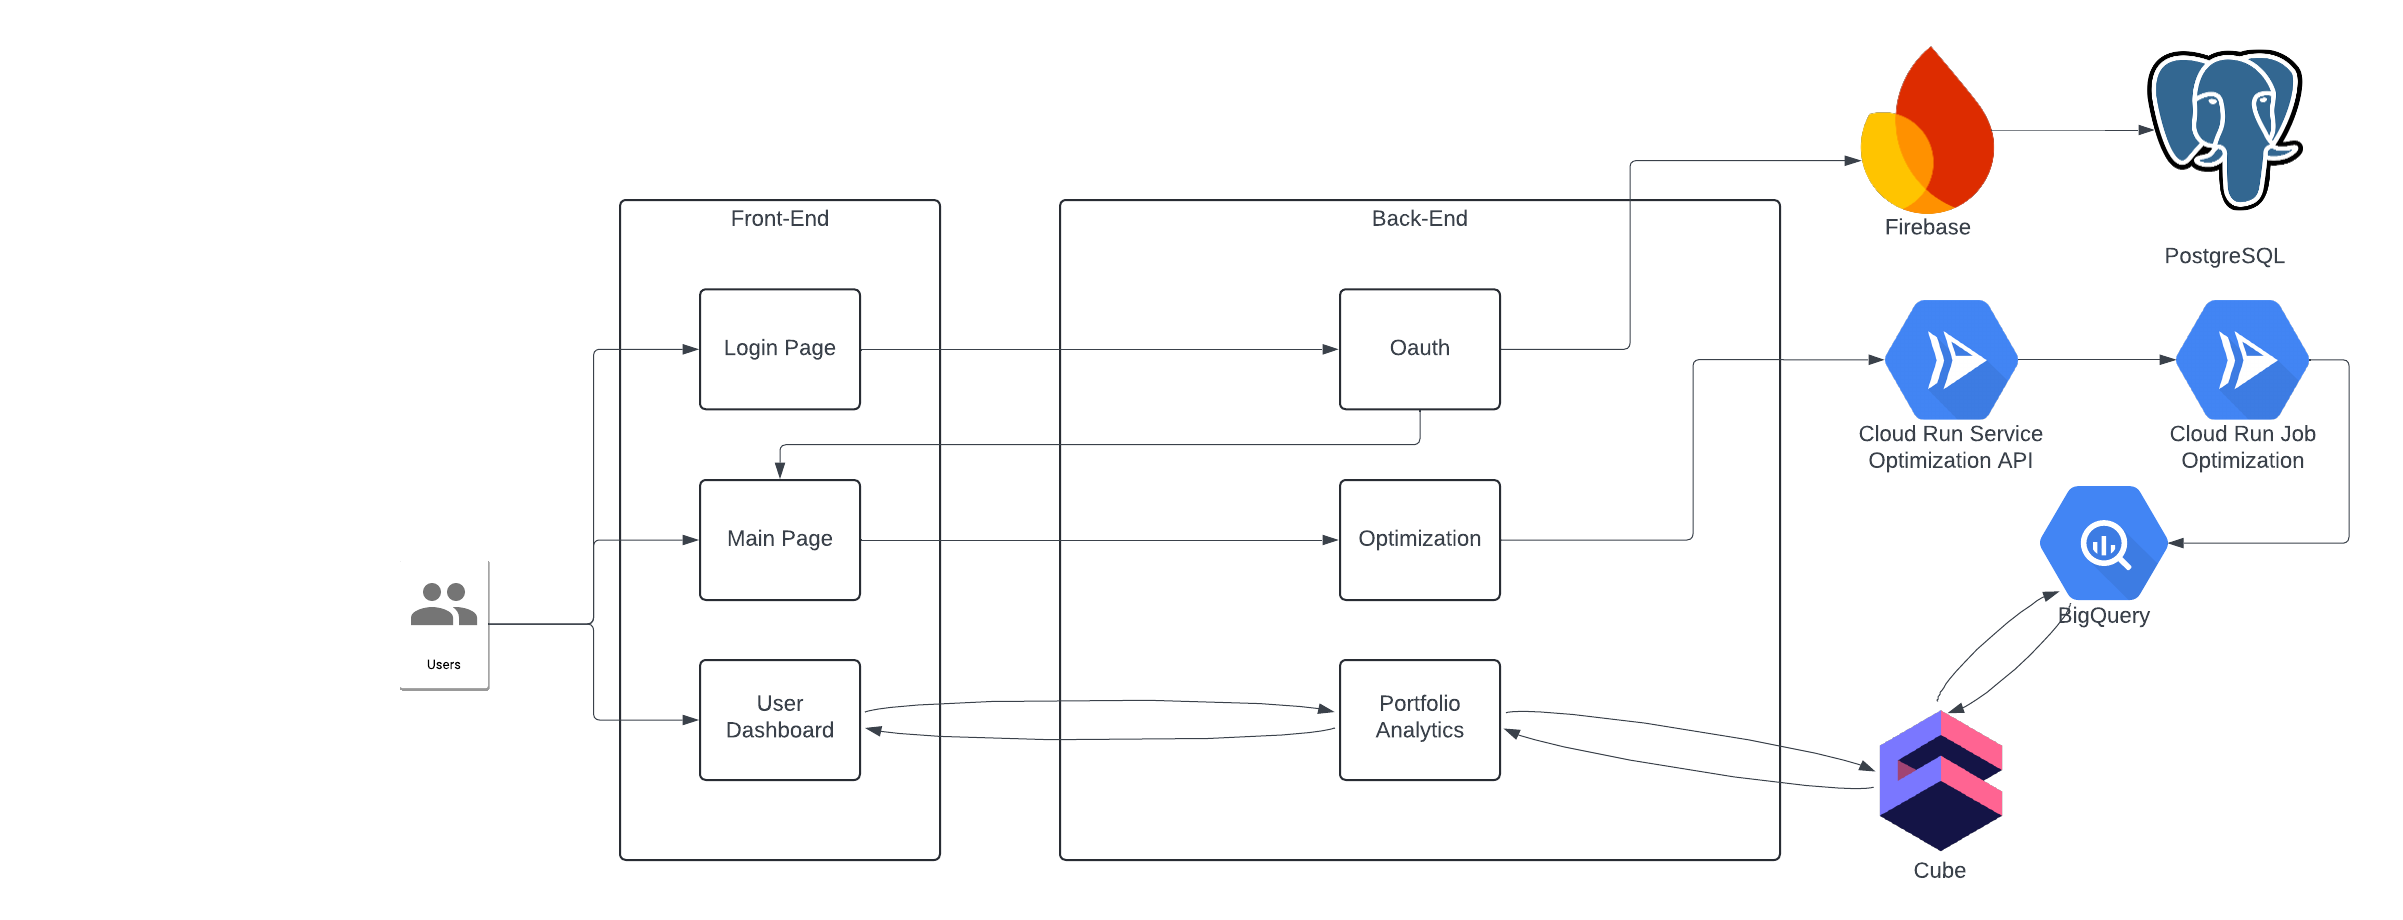 Front-End
Back-End
Firebase
PostgreSQL
Login Page
Oauth
Cloud Run Service
Optimization API
Cloud Run Job
Optimization
Main Page
Optimization
BigQuery
Users
User
Dashboard
Portfolio
Analytics
Cube